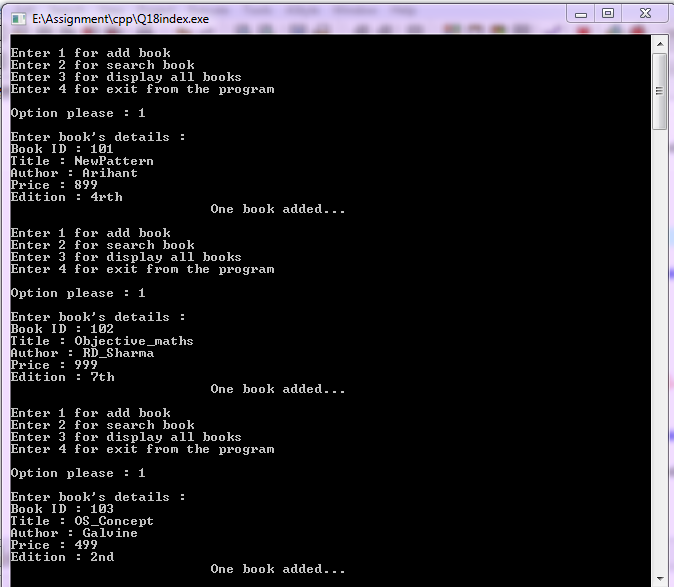 E:\Assignment\cpp\Q18index.exe
Enter 1 for add book
Enter 2 for search book
Enter 3 for display all books
Enter 4 for exit from the program
Option please : 1
Enter book's details :
Book ID : 101
Title : NewPattern
Author : Arihant
Price : 899
Edition : 4rth
One book added...
Enter 1 for add book
Enter 2 for search book
Enter 3 for display all books
Enter 4 for exit from the program
Option please : 1
Enter book's details :
Book ID : 102
Title : Objective_maths
Author : RD_Sharma
Price : 999
Edition : 7th
One book added...
Enter 1 for add book
Enter 2 for search book
Enter 3 for display all books
Enter 4 for exit from the program
Option please : 1
Enter book's details :
Book ID : 103
Title : OS_Concept
Author : Galvine
Price : 499
Edition : 2nd
One book added...